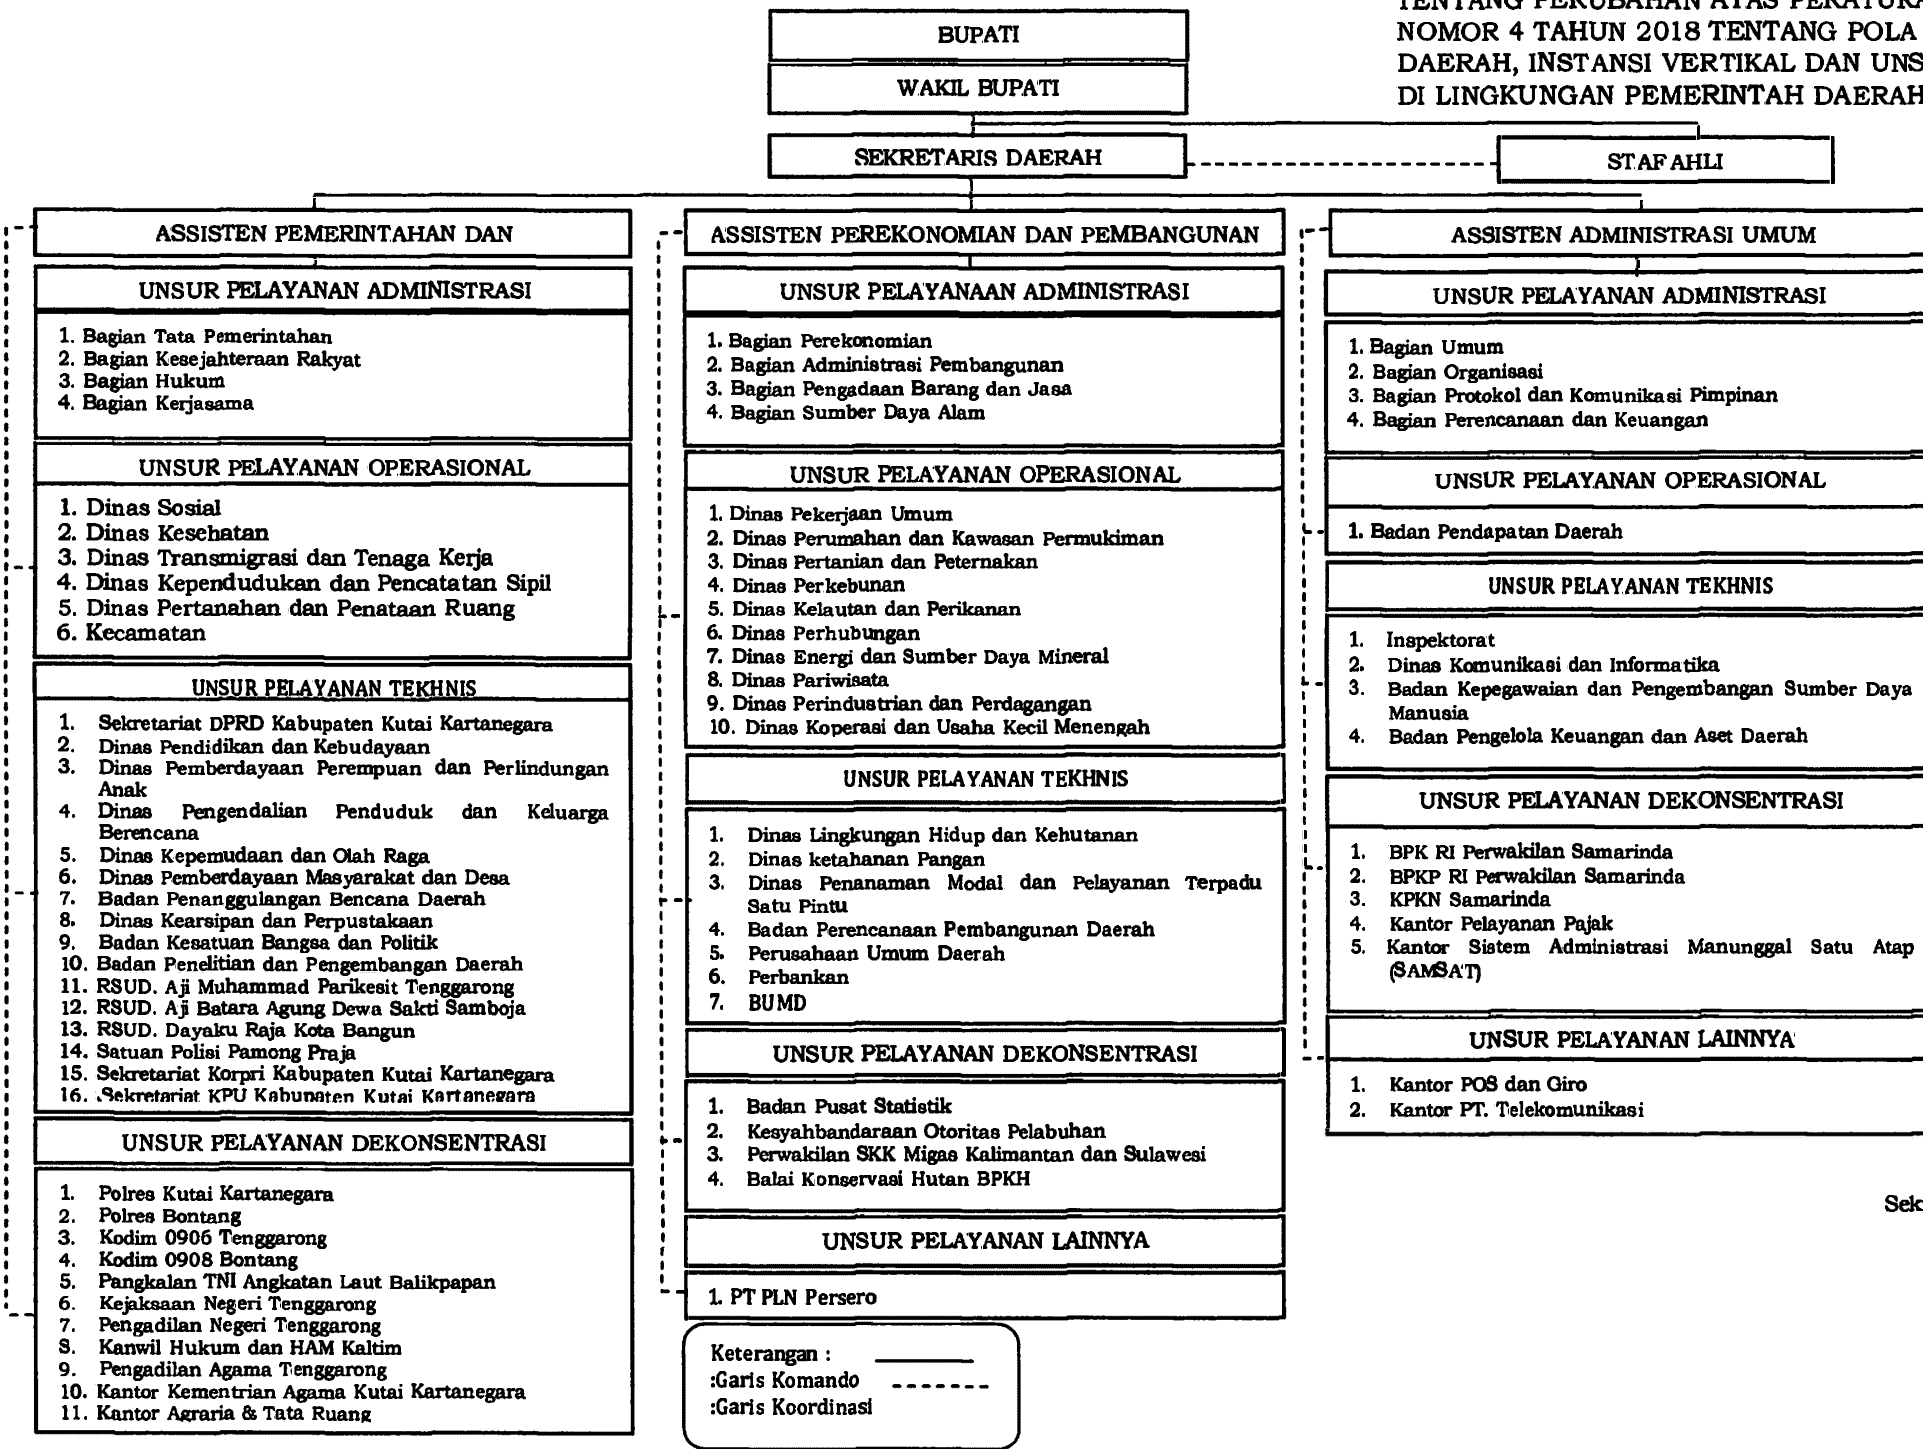 TENTANG PERUBAHAN ATAS PERATURA
NOMOR 4 TAHUN 2018 TENTANG POLA
DAERAH, INSTANSI VERTIKAL DAN UNS
DI LINGKUNGAN PEMERINTAH DAERAH
BUPATI
WAKIL BUPATI
SEKRETARIS DAERAH
STAF AHLI
ASSISTEN PEMERINTAHAN DAN
UNSUR PELAYANAN ADMINISTRASI
1. Bagian Tata Pemerintahan
2. Bagian Kesejahteraan Rakyat
3. Bagian Hukum
4. Bagian Kerjasama
UNSUR PELAYANAN OPERASIONAL
1. Dinas Sosial
2. Dinas Kesehatan
3. Dinas Transmigrasi dan Tenaga Kerja
4. Dinas Kependudukan dan Pencatatan Sipil
5. Dinas Pertanahan dan Penataan Ruang
6. Kecamatan
UNSUR PELAYANAN TEKHNIS
1. Sekretariat DPRD Kabupaten Kutai Kartanegara
2. Dinas Pendidikan dan Kebudayaan
3. Dinas Pemberdayaan Perempuan dan Perlindungan
Anak
4. Dinas Pengendalian Penduduk dan Keluarga
Berencana
5. Dinas Kepemudaan dan Olah Raga
6. Dinas Pemberdayaan Masyarakat dan Desa
7. Badan Penanggulangan Bencana Daerah
8. Dinas Kearsipan dan Perpustakaan
9. Badan Kesatuan Bangsa dan Politik
10. Badan Penelitian dan Pengembangan Daerah
11. RSUD. Aji Muhammad Parikesit Tenggarong
12. RSUD. Aji Batara Agung Dewa Sakti Samboja
13. RSUD. Dayaku Raja Kota Bangun
14. Satuan Polisi Pamong Praja
15. Sekretariat Korpri Kabupaten Kutai Kartanegara
16. Sekretariat KPU Kabupaten Kutai Kartanegara
UNSUR PELAYANAN DEKONSENTRASI
1. Polres Kutai Kartanegara
2. Polres Bontang
3. Kodim 0906 Tenggarong
4. Kodim 0908 Bontang
5. Pangkalan TNI Angkatan Laut Balikpapan
6. Kejaksaan Negeri Tenggarong
7. Pengadilan Negeri Tenggarong
8. Kanwil Hukum dan HAM Kaltim
9. Pengadilan Agama Tenggarong
10. Kantor Kementrian Agama Kutai Kartanegara
11. Kantor Agraria & Tata Ruang
ASSISTEN PEREKONOMIAN DAN PEMBANGUNAN
UNSUR PELAYANAAN ADMINISTRASI
1. Bagian Perekonomian
2. Bagian Administrasi Pembangunan
3. Bagian Pengadaan Barang dan Jasa
4. Bagian Sumber Daya Alam
UNSUR PELAYANAN OPERASIONAL
1. Dinas Pekerjaan Umum
2. Dinas Perumahan dan Kawasan Permukiman
3. Dinas Pertanian dan Peternakan
4. Dinas Perkebunan
5. Dinas Kelautan dan Perikanan
6. Dinas Perhubungan
7. Dinas Energi dan Sumber Daya Mineral
8. Dinas Pariwisata
9. Dinas Perindustrian dan Perdagangan
10. Dinas Koperasi dan Usaha Kecil Menengah
UNSUR PELAYANAN TEKHNIS
1. Dinas Lingkungan Hidup dan Kehutanan
2. Dinas ketahanan Pangan
3. Dinas Penanaman Modal dan Pelayanan Terpadu
Satu Pintu
4. Badan Perencanaan Pembangunan Daerah
5. Perusahaan Umum Daerah
6. Perbankan
7. BUMD
UNSUR PELAYANAN DEKONSENTRASI
1. Badan Pusat Statistik
2. Kesyahbandaraan Otoritas Pelabuhan
3. Perwakilan SKK Migas Kalimantan dan Sulawesi
4. Balai Konservasi Hutan BPKH
UNSUR PELAYANAN LAINNYA
1. PT PLN Persero
Keterangan :
:Garis Komando
:Garis Koordinasi
ASSISTEN ADMINISTRASI UMUM
UNSUR PELAYANAN ADMINISTRASI
1. Bagian Umum
2. Bagian Organisasi
3. Bagian Protokol dan Komunikasi Pimpinan
4. Bagian Perencanaan dan Keuangan
UNSUR PELAYANAN OPERASIONAL
1. Badan Pendapatan Daerah
UNSUR PELAYANAN TEKHNIS
1. Inspektorat
2. Dinas Komunikasi dan Informatika
3. Badan Kepegawaian dan Pengembangan Sumber Daya
Manusia
4. Badan Pengelola Keuangan dan Aset Daerah
UNSUR PELAYANAN DEKONSENTRASI
1. BPK RI Perwakilan Samarinda
2. BPKP RI Perwakilan Samarinda
3. KPKN Samarinda
4. Kantor Pelayanan Pajak
5. Kantor Sistem Administrasi Manunggal Satu Atap
(SAMSAT)
UNSUR PELAYANAN LAINNYA
1. Kantor POS dan Giro
2. Kantor PT. Telekomunikasi
Sek